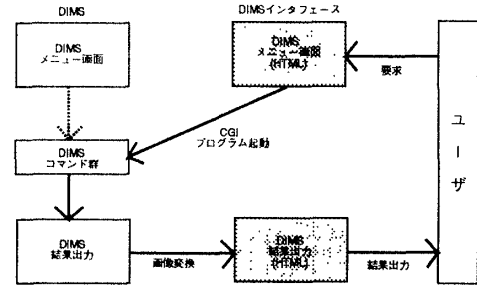 DIMS
DIMSインタフェース
DIMS
メニュー画面
DIMS
メニュー画面
(HTML)
要求
CGI
プログラム起動
DIMS
コマンド群
ユーザ
DIMS
結果出力
画像変換
DIMS
結果出力
(HTML)
結果出力